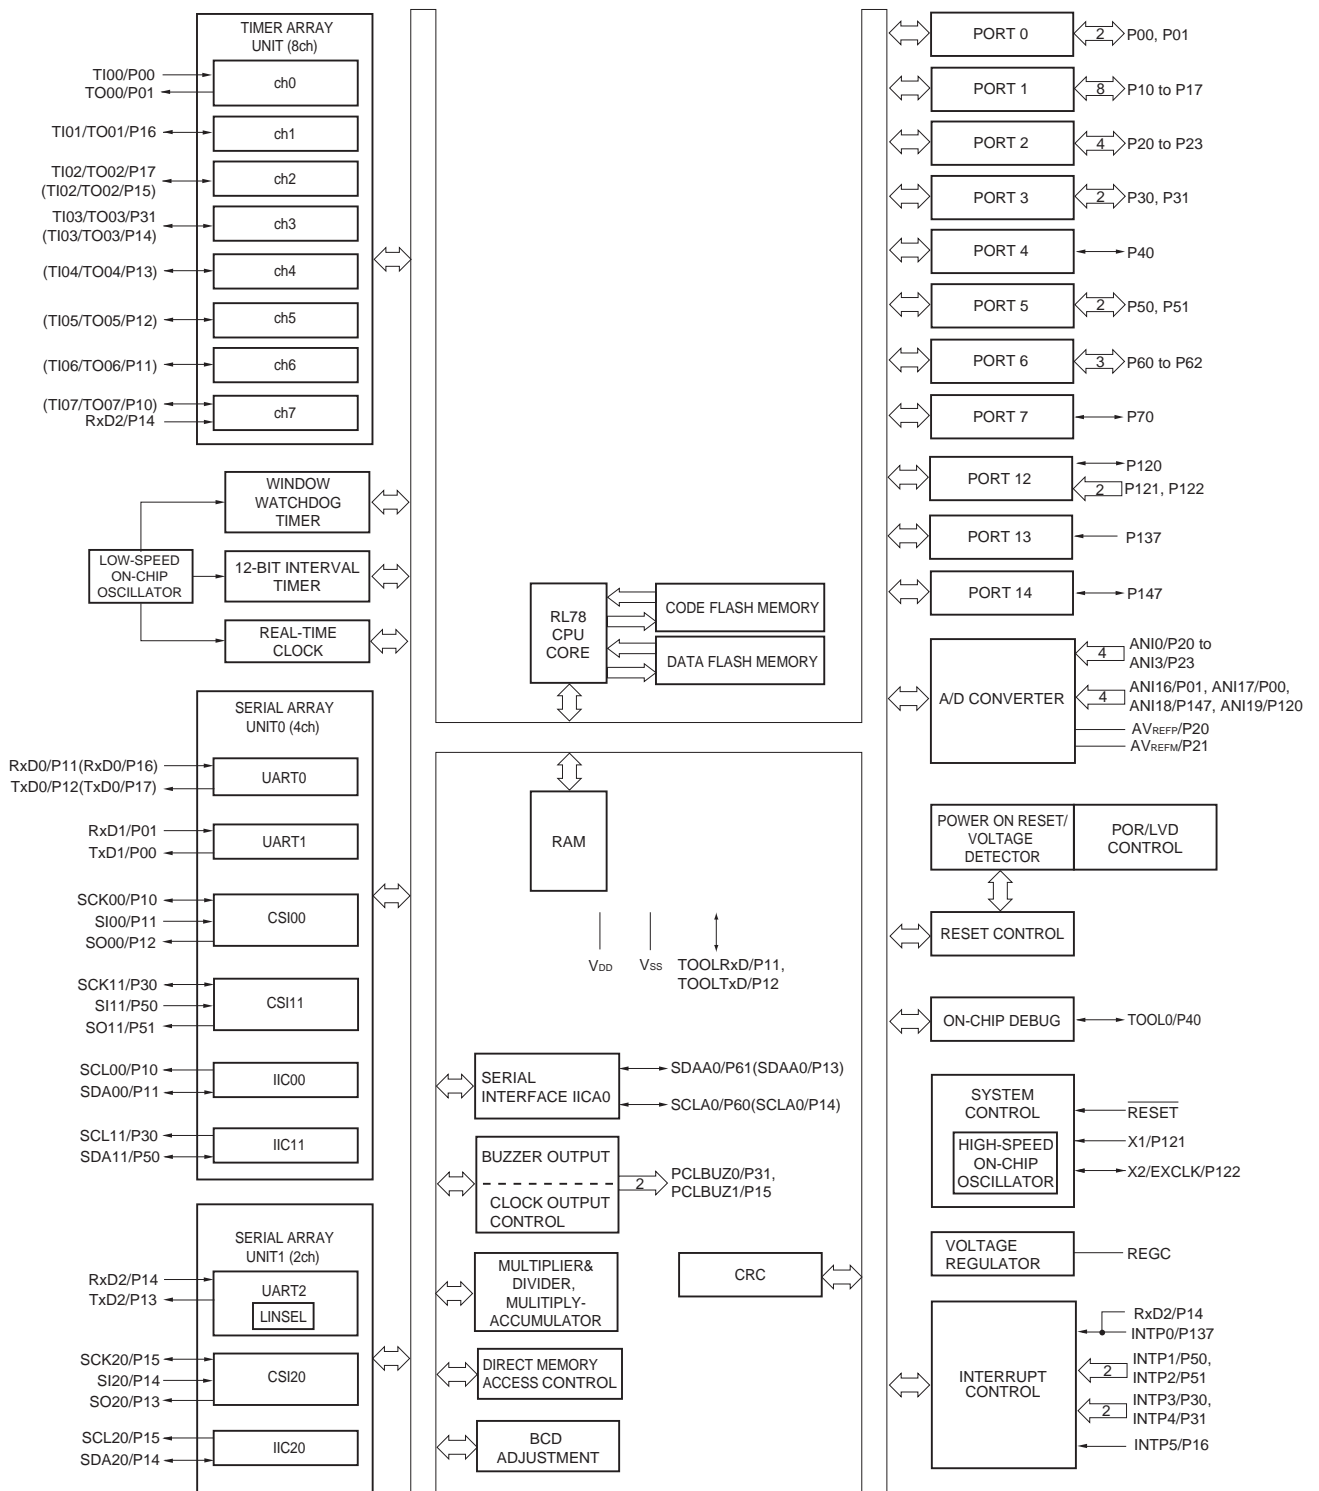 TIMER ARRAY
UNIT (8ch)
TI00/P00
TO00/P01
ch0
TI01/TO01/P16
ch1
TI02/TO02/P17
(TI02/TO02/P15)
ch2
TI03/TO03/P31
(TI03/TO03/P14)
ch3
(TI04/TO04/P13)
ch4
(TI05/TO05/P12)
ch5
(TI06/TO06/P11)
ch6
(TI07/TO07/P10)
RxD2/P14
ch7
WINDOW
WATCHDOG
TIMER
LOW-SPEED
ON-CHIP
OSCILLATOR
12-BIT INTERVAL
TIMER
REAL-TIME
CLOCK
SERIAL ARRAY
UNIT0 (4ch)
RxD0/P11(RxD0/P16)
TxD0/P12(TxD0/P17)
UART0
RxD1/P01
TxD1/P00
UART1
SCK00/P10
SI00/P11
SO00/P12
CSI00
SCK11/P30
SI11/P50
SO11/P51
CSI11
SCL00/P10
SDA00/P11
IIC00
SCL11/P30
SDA11/P50
IIC11
SERIAL ARRAY
UNIT1 (2ch)
RxD2/P14
TxD2/P13
UART2
LINSEL
SCK20/P15
SI20/P14
SO20/P13
CSI20
SCL20/P15
SDA20/P14
IIC20
RL78
CPU
CORE
CODE FLASH MEMORY
DATA FLASH MEMORY
RAM
VDD
VSS
TOOLRxD/P11,
TOOLTxD/P12
SERIAL
INTERFACE IICA0
SDAA0/P61(SDAA0/P13)
SCLA0/P60(SCLA0/P14)
BUZZER OUTPUT
CLOCK OUTPUT
CONTROL
2
PCLBUZ0/P31,
PCLBUZ1/P15
MULTIPLIER&
DIVIDER,
MULITIPLY-
ACCUMULATOR
CRC
DIRECT MEMORY
ACCESS CONTROL
BCD
ADJUSTMENT
PORT 0
2
P00, P01
PORT 1
8
P10 to P17
PORT 2
4
P20 to P23
PORT 3
2
P30, P31
PORT 4
P40
PORT 5
2
P50, P51
PORT 6
3
P60 to P62
PORT 7
P70
PORT 12
P120
2
P121, P122
PORT 13
P137
PORT 14
P147
A/D CONVERTER
4
ANI0/P20 to
ANI3/P23
4
ANI16/P01, ANI17/P00,
ANI18/P147, ANI19/P120
AVREFP/P20
AVREFM/P21
POWER ON RESET/
VOLTAGE
DETECTOR
POR/LVD
CONTROL
RESET CONTROL
ON-CHIP DEBUG
TOOL0/P40
SYSTEM
CONTROL
HIGH-SPEED
ON-CHIP
OSCILLATOR
RESET
X1/P121
X2/EXCLK/P122
VOLTAGE
REGULATOR
REGC
INTERRUPT
CONTROL
RxD2/P14
INTP0/P137
2
INTP1/P50,
INTP2/P51
2
INTP3/P30,
INTP4/P31
INTP5/P16